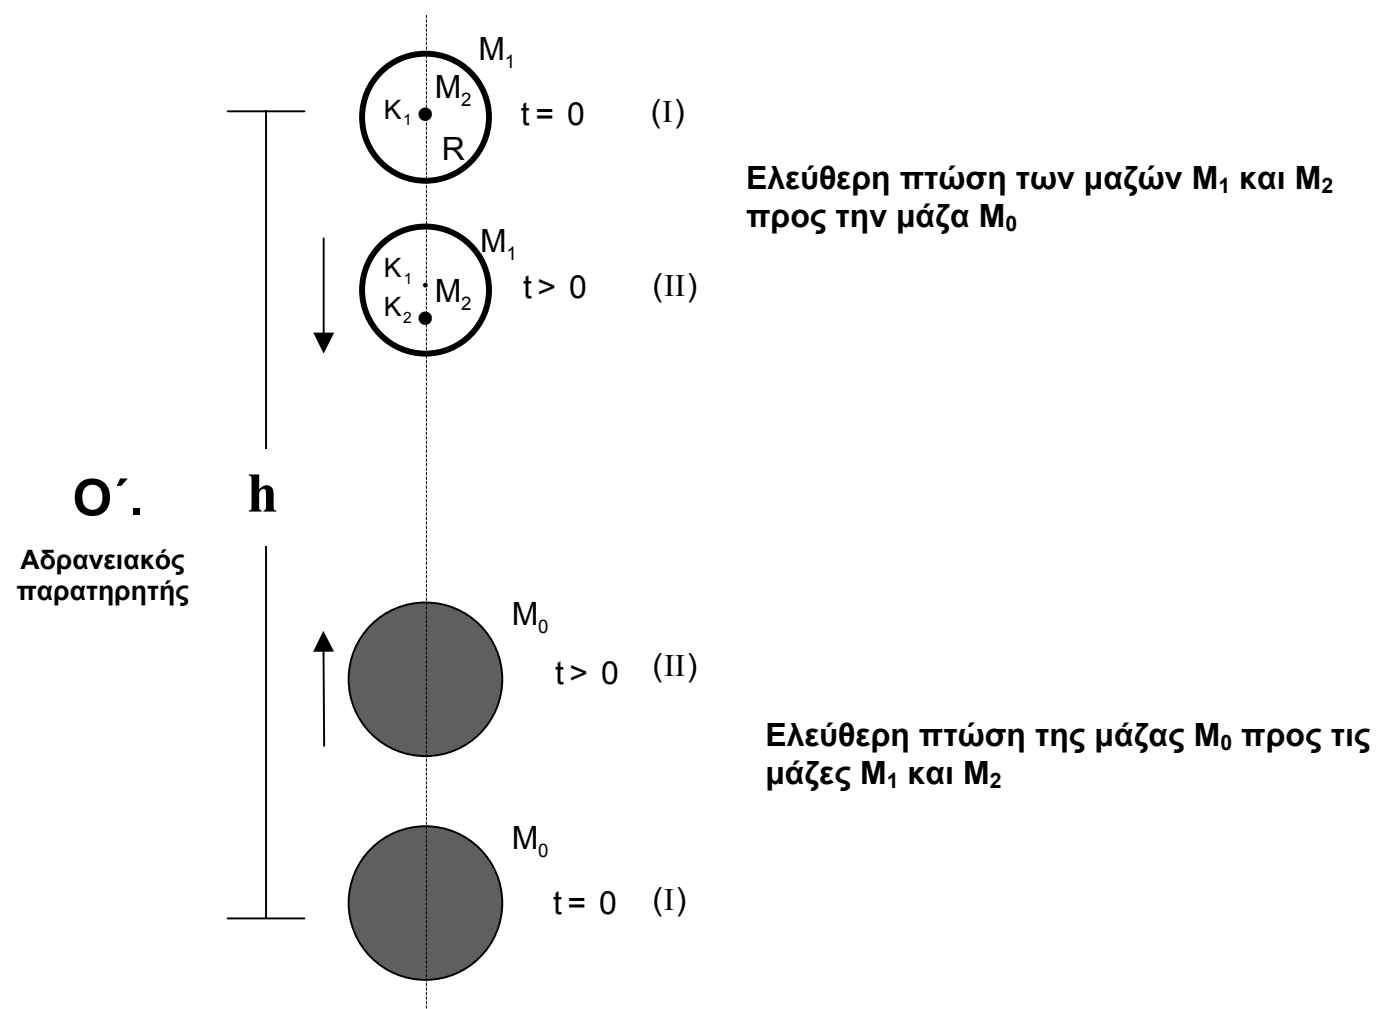 M₁
M₂
K₁
t = 0 (I)
R
Ελεύθερη πτώση των μαζών M₁ και M₂
προς την μάζα M₀
M₁
K₁
M₂
t > 0 (II)
K₂
O΄.
h
Αδρανειακός
παρατηρητής
M₀
t > 0 (II)
Ελεύθερη πτώση της μάζας M₀ προς τις
μάζες M₁ και M₂
M₀
t = 0 (I)